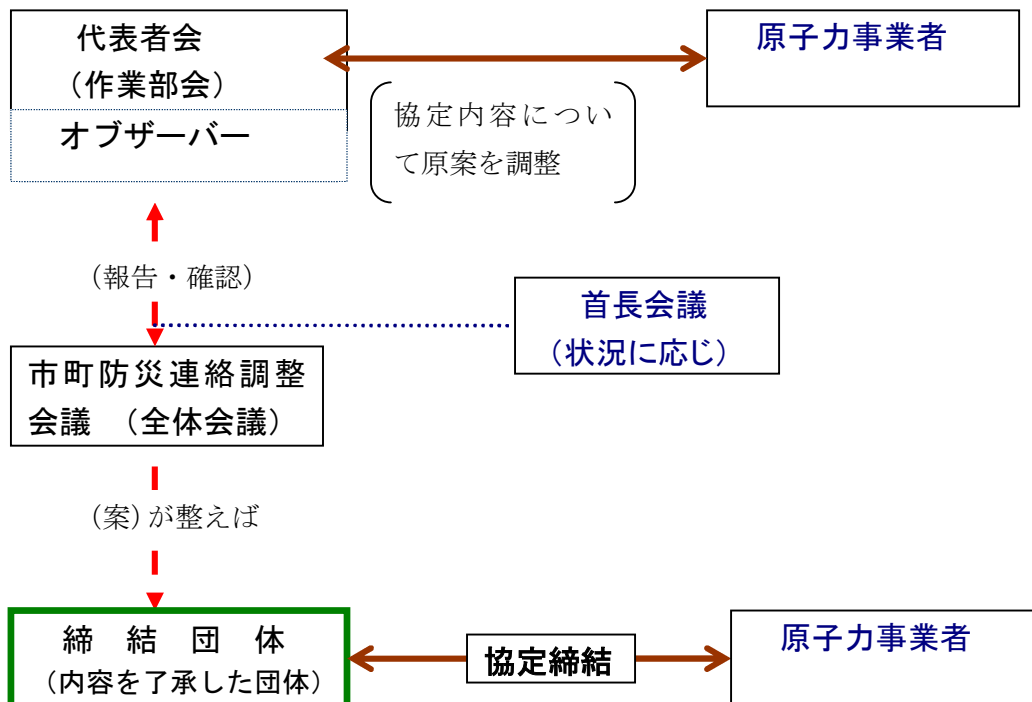 代表者会
（作業部会）
オブザーバー
原子力事業者
協定内容につい
て原案を調整
（報告・確認）
首長会議
（状況に応じ）
市町防災連絡調整
会議　（全体会議）
（案）が整えば
締　結　団　体
（内容を了承した団体）
協定締結
原子力事業者